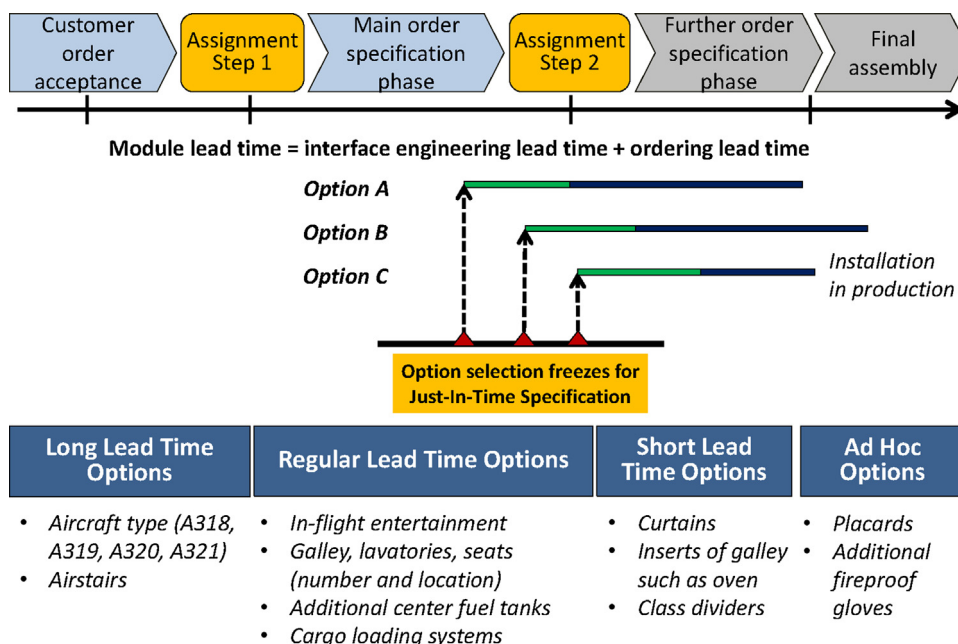 Customer
order
acceptance
Assignment
Step 1
Main order
specification
phase
Assignment
Step 2
Further order
specification
phase
Final
assembly
Module lead time = interface engineering lead time + ordering lead time
Option A
Option B
Option C
Installation
in production
Option selection freezes for
Just-In-Time Specification
Long Lead Time
Options
• Aircraft type (A318,
A319, A320, A321)
• Airstairs
Regular Lead Time Options
• In-flight entertainment
• Galley, lavatories, seats
(number and location)
• Additional center fuel tanks
• Cargo loading systems
Short Lead
Time Options
• Curtains
• Inserts of galley
such as oven
• Class dividers
Ad Hoc
Options
• Placards
• Additional
fireproof
gloves